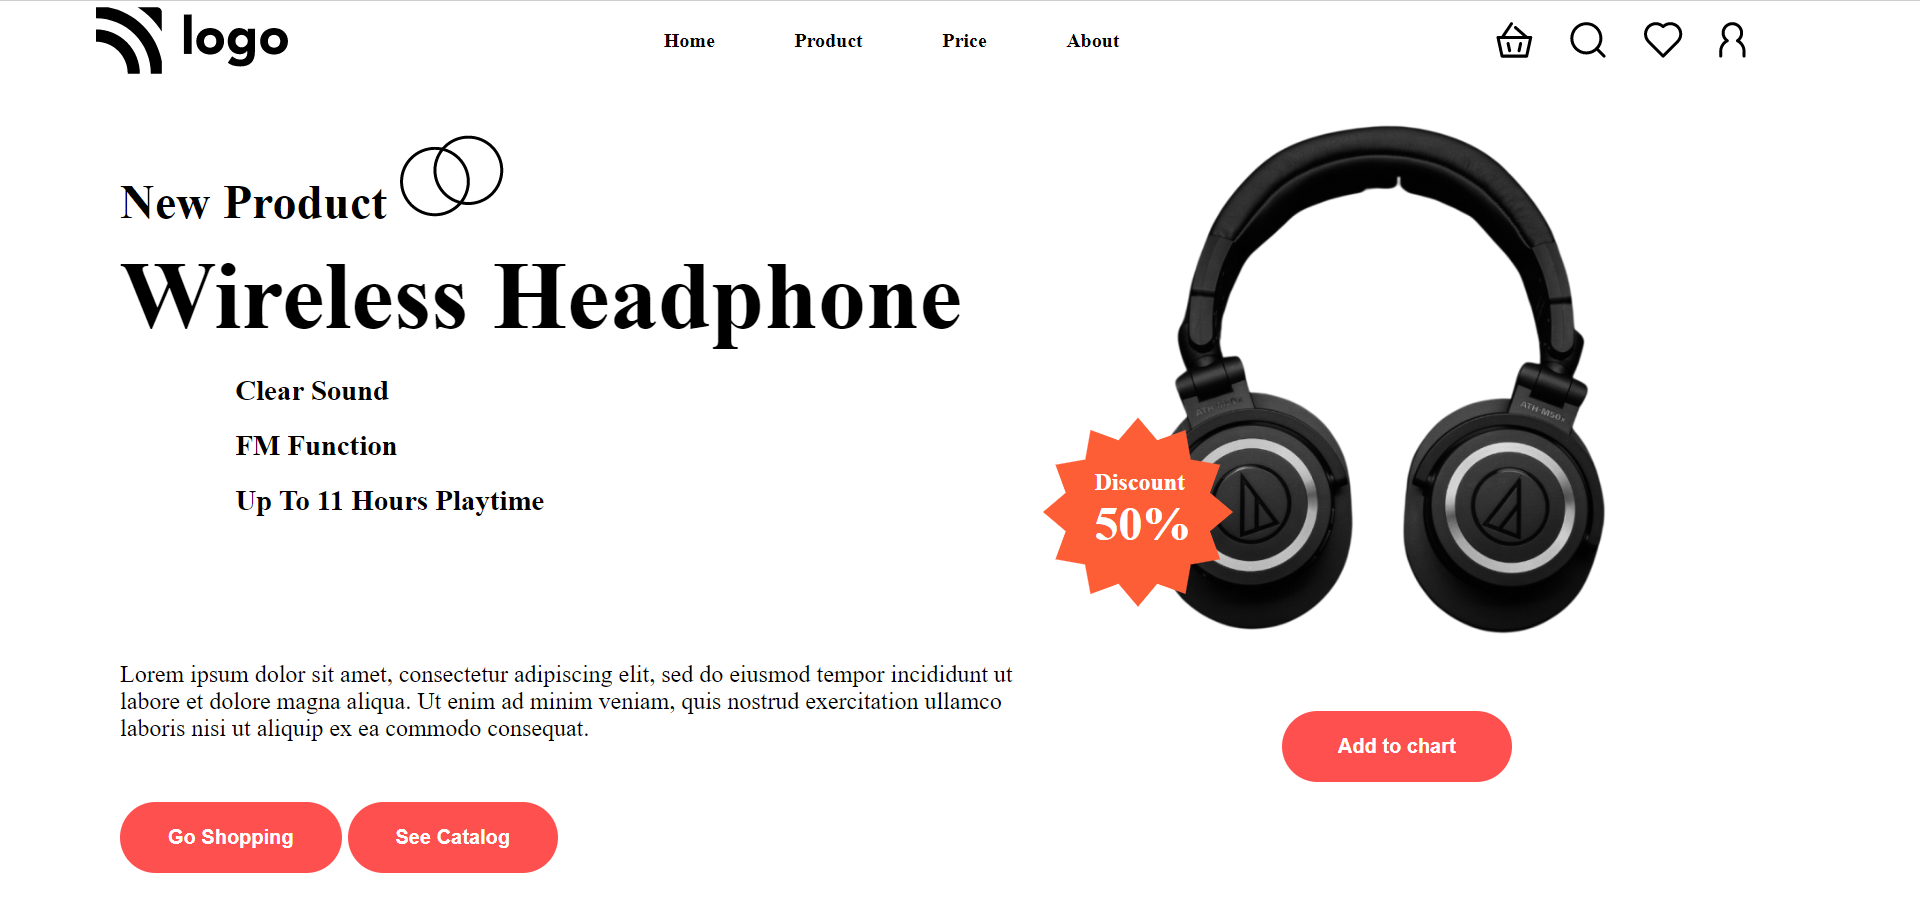 logo
Home Product Price About
New Product
Wireless Headphone
Clear Sound
FM Function
Up To 11 Hours Playtime
ATH-M50x
Discount
50%
Lorem ipsum dolor sit amet, consectetur adipiscing elit, sed do eiusmod tempor incididunt ut
labore et dolore magna aliqua. Ut enim ad minim veniam, quis nostrud exercitation ullamco
laboris nisi ut aliquip ex ea commodo consequat.
Add to chart
Go Shopping See Catalog